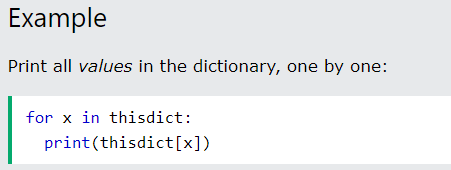 Example
Print all values in the dictionary, one by one:
for x in thisdict:
  print(thisdict[x])